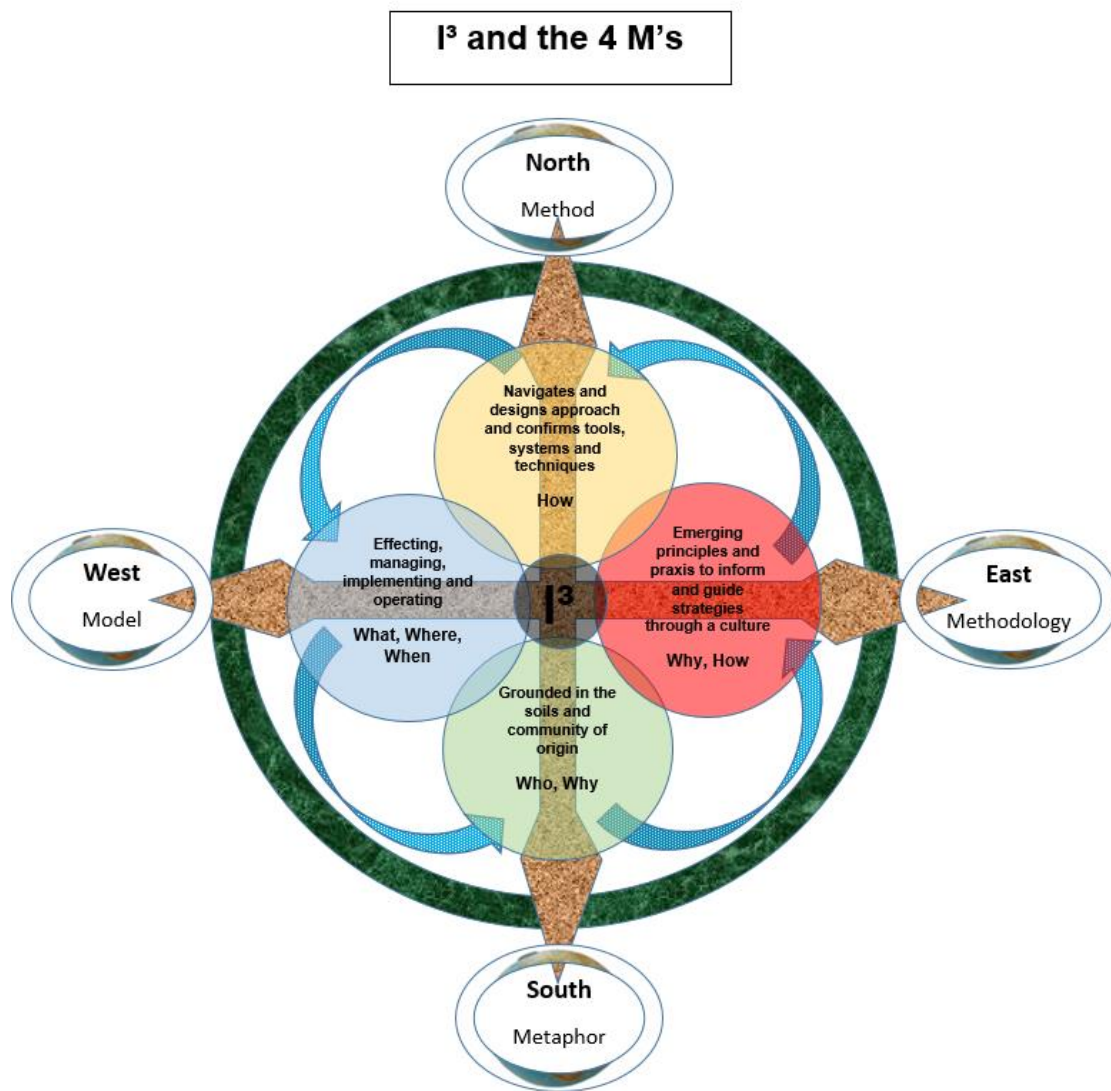 I³ and the 4 M's
North
Method
Navigates and
designs approach
and confirms tools,
systems and
techniques
How
West
Model
Effecting,
managing,
implementing and
operating
What, Where,
When
I³
Emerging
principles and
praxis to inform
and guide
strategies
through a culture
Why, How
East
Methodology
Grounded in the
soils and
community of
origin
Who, Why
South
Metaphor